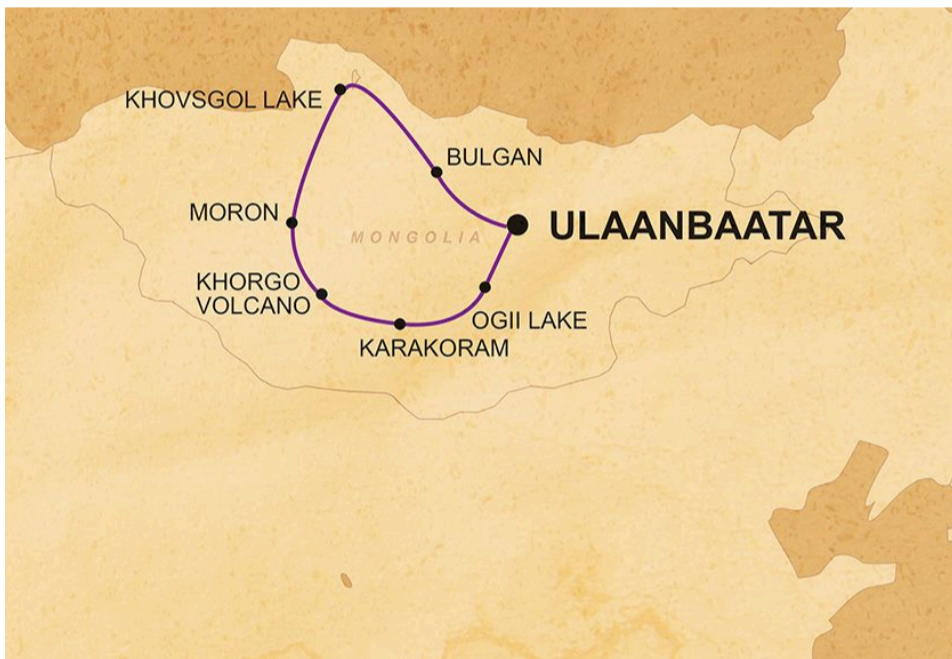 KHOVSGOL LAKE
BULGAN
MORON
ULAANBAATAR
MONGOLIA
KHORGO
VOLCANO
OGII LAKE
KARAKORAM